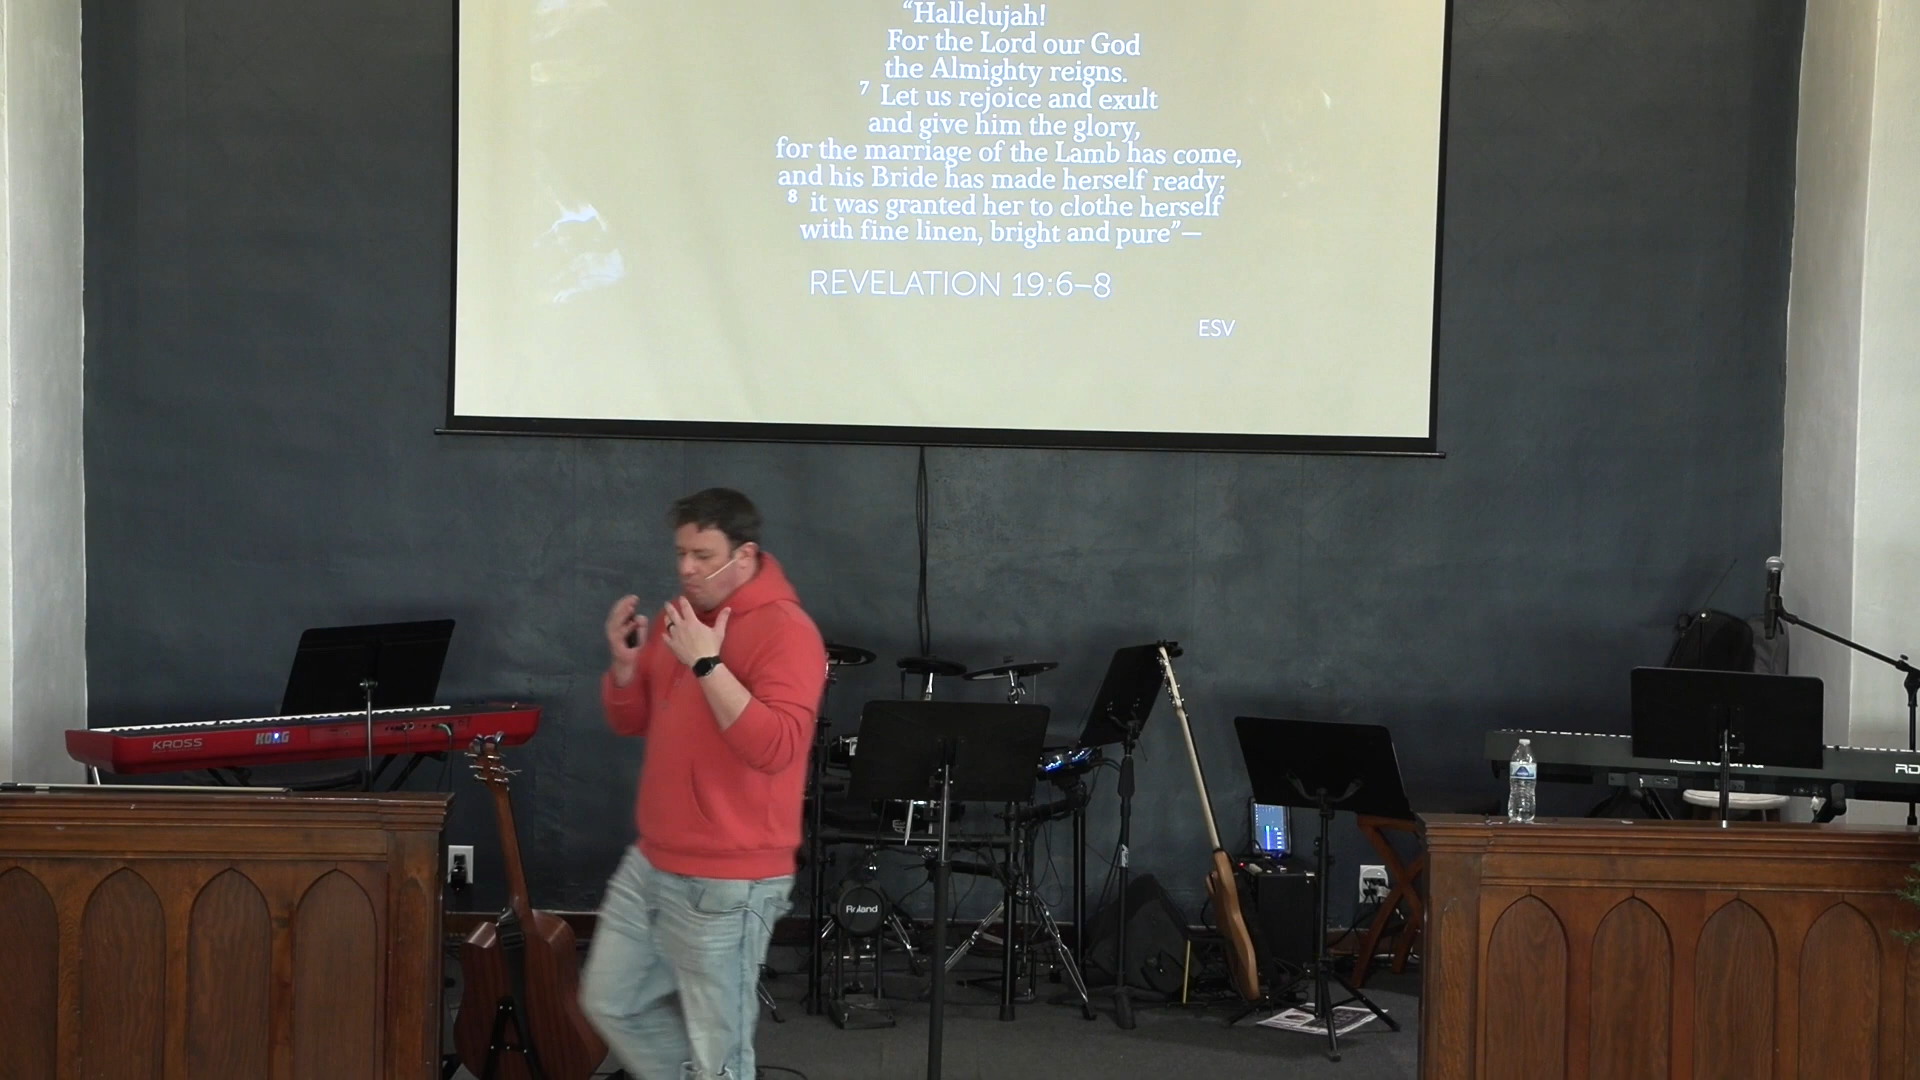 “Hallelujah!
For the Lord our God
the Almighty reigns.
7 Let us rejoice and exult
and give him the glory,
for the marriage of the Lamb has come,
and his Bride has made herself ready;
8 it was granted her to clothe herself
with fine linen, bright and pure”—
REVELATION 19:6–8
ESV
KROSS
KORG
Roland
Roland
RD